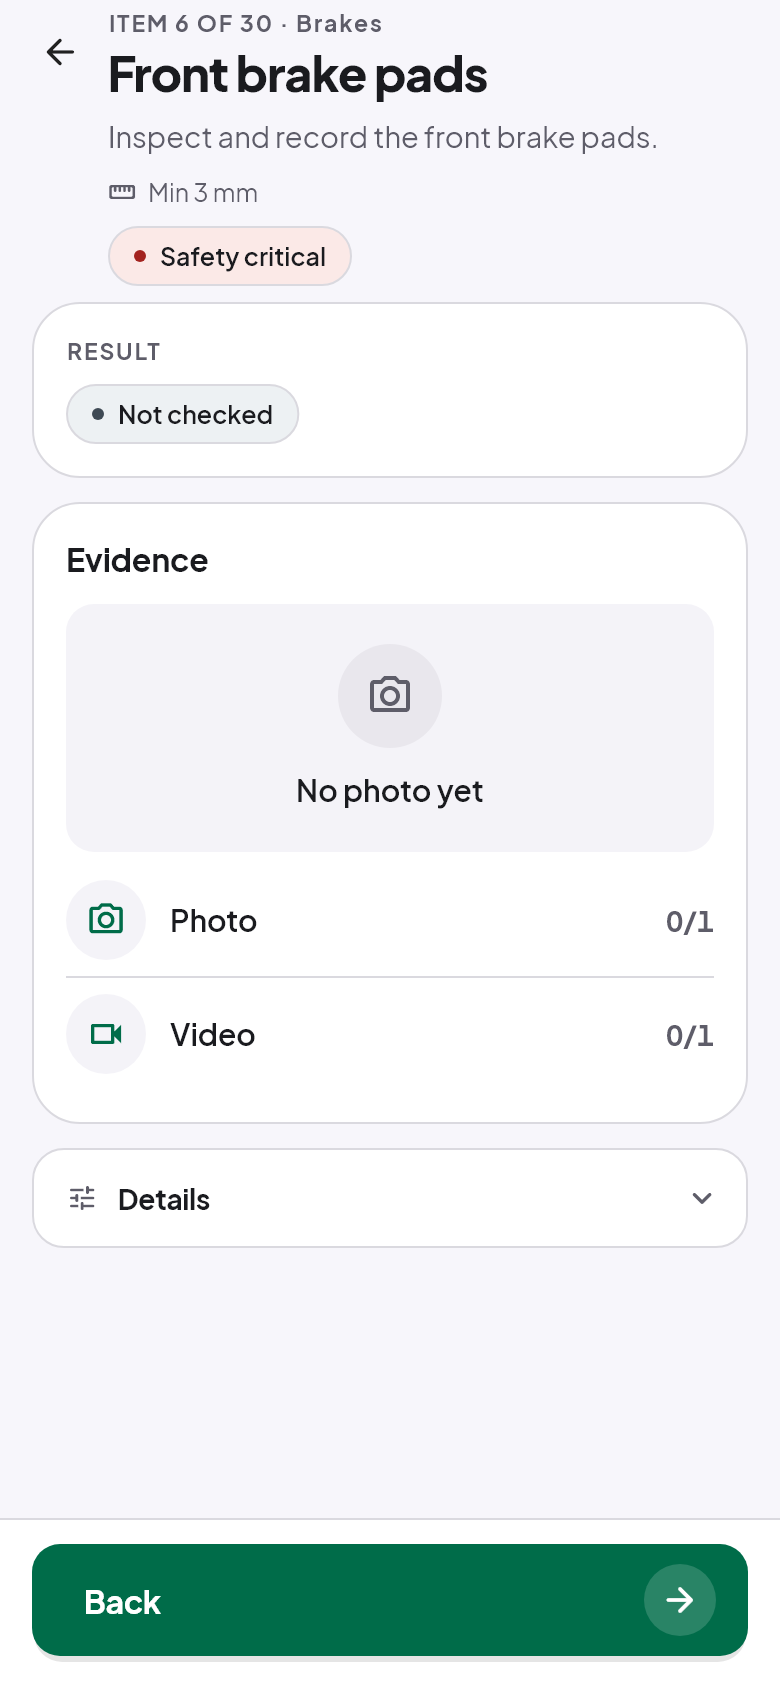 ITEM 6 OF 30 · Brakes
Front brake pads
Inspect and record the front brake pads.
Min 3 mm
Safety critical
RESULT
Not checked
Evidence
No photo yet
Photo 0/1
Video 0/1
Details
Back